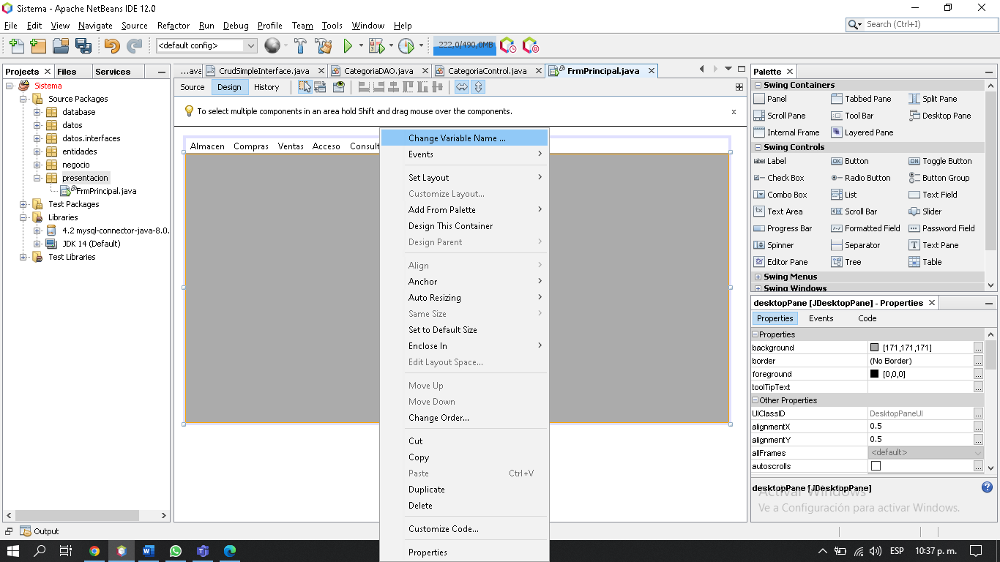 Sistema - Apache NetBeans IDE 12.0
File Edit View Navigate Source Refactor Run Debug Profile Team Tools Window Help
Search (Ctrl+I)
<default config>
222,0/490,0MB
Projects Files Services
Sistema
Source Packages
database
datos
datos.interfaces
entidades
negocio
presentacion
FrmPrincipal.java
Test Packages
Libraries
4.2 mysql-connector-java-8.0.
JDK 14 (Default)
Test Libraries
...ava CrudSimpleInterface.java CategoriaDAO.java CategoriaControl.java FrmPrincipal.java
Source Design History
To select multiple components in an area hold Shift and drag mouse over the components.
x
Almacen Compras Ventas Acceso Consult
Change Variable Name ...
Events
Set Layout
Customize Layout...
Add From Palette
Design This Container
Design Parent
Align
Anchor
Auto Resizing
Same Size
Set to Default Size
Enclose In
Edit Layout Space...
Move Up
Move Down
Change Order...
Cut
Copy
Paste Ctrl+V
Duplicate
Delete
Customize Code...
Properties
Palette
Swing Containers
Panel Tabbed Pane Split Pane
Scroll Pane Tool Bar Desktop Pane
Internal Frame Layered Pane
Swing Controls
label Label OK Button ON Toggle Button
Check Box Radio Button Button Group
Combo Box List Text Field
Text Area Scroll Bar Slider
Progress Bar Formatted Field Password Field
Spinner Separator T Text Pane
Editor Pane Tree Table
Swing Menus
Swing Windows
desktopPane [JDesktopPane] - Properties
Properties Events Code
Properties
background [171,171,171] ...
border (No Border) ...
foreground [0,0,0] ...
toolTipText ...
Other Properties
UIClassID DesktopPaneUI ...
alignmentX 0.5 ...
alignmentY 0.5 ...
allFrames <default>
autoscrolls ...
desktopPane [JDesktopPane]
Activar Windows
Ve a Configuración para activar Windows.
Output
ESP 10:37 p. m.